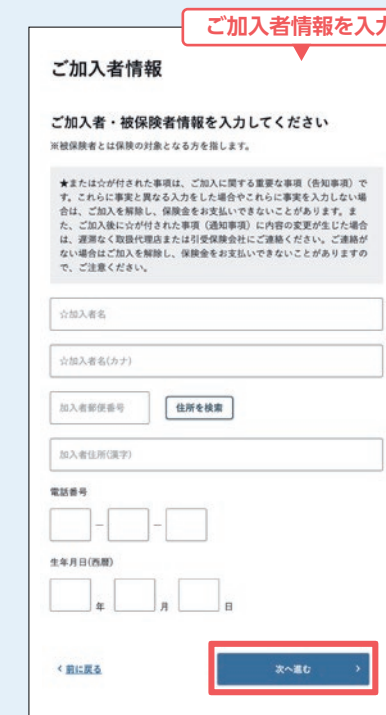 ご加入者情報を入力
ご加入者情報
ご加入者・被保険者情報を入力してください
※被保険者とは保険の対象となる方を指します。
★または☆が付された事項は、ご加入に関する重要な事項（告知事項）で
す。これらに事実と異なる入力をした場合やこれらに事実を入力しない場
合は、ご加入を解除し、保険金をお支払いできないことがあります。ま
た、ご加入後に☆が付された事項（通知事項）に内容の変更が生じた場合
は、遅滞なく取扱代理店または引受保険会社にご連絡ください。ご連絡が
ない場合はご加入を解除し、保険金をお支払いできないことがありますの
で、ご注意ください。
☆加入者名
☆加入者名(カナ)
加入者郵便番号 住所を検索
加入者住所(漢字)
電話番号
– –
生年月日(西暦)
年 月 日
< 前に戻る 次へ進む >